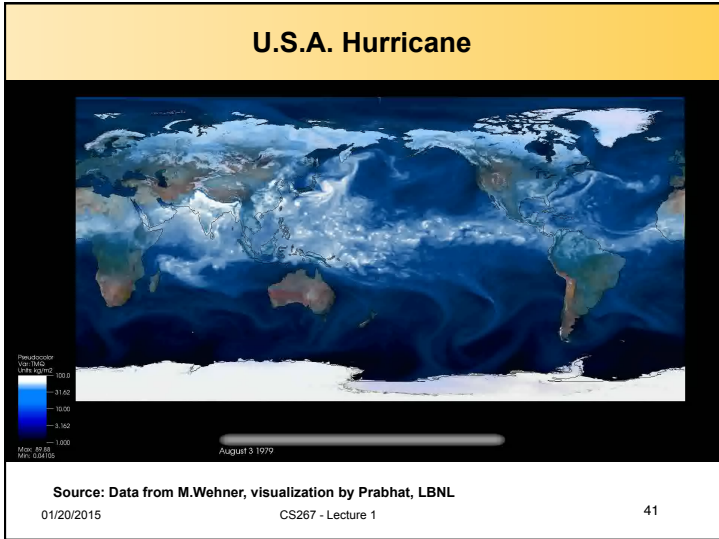 U.S.A. Hurricane
Pseudocolor
Var: TMQ
Units: kg/m2
100.0
31.62
10.00
3.162
1.000
Max: 89.88
Min: 0.04105
August 3 1979
Source: Data from M.Wehner, visualization by Prabhat, LBNL
01/20/2015 CS267 - Lecture 1 41